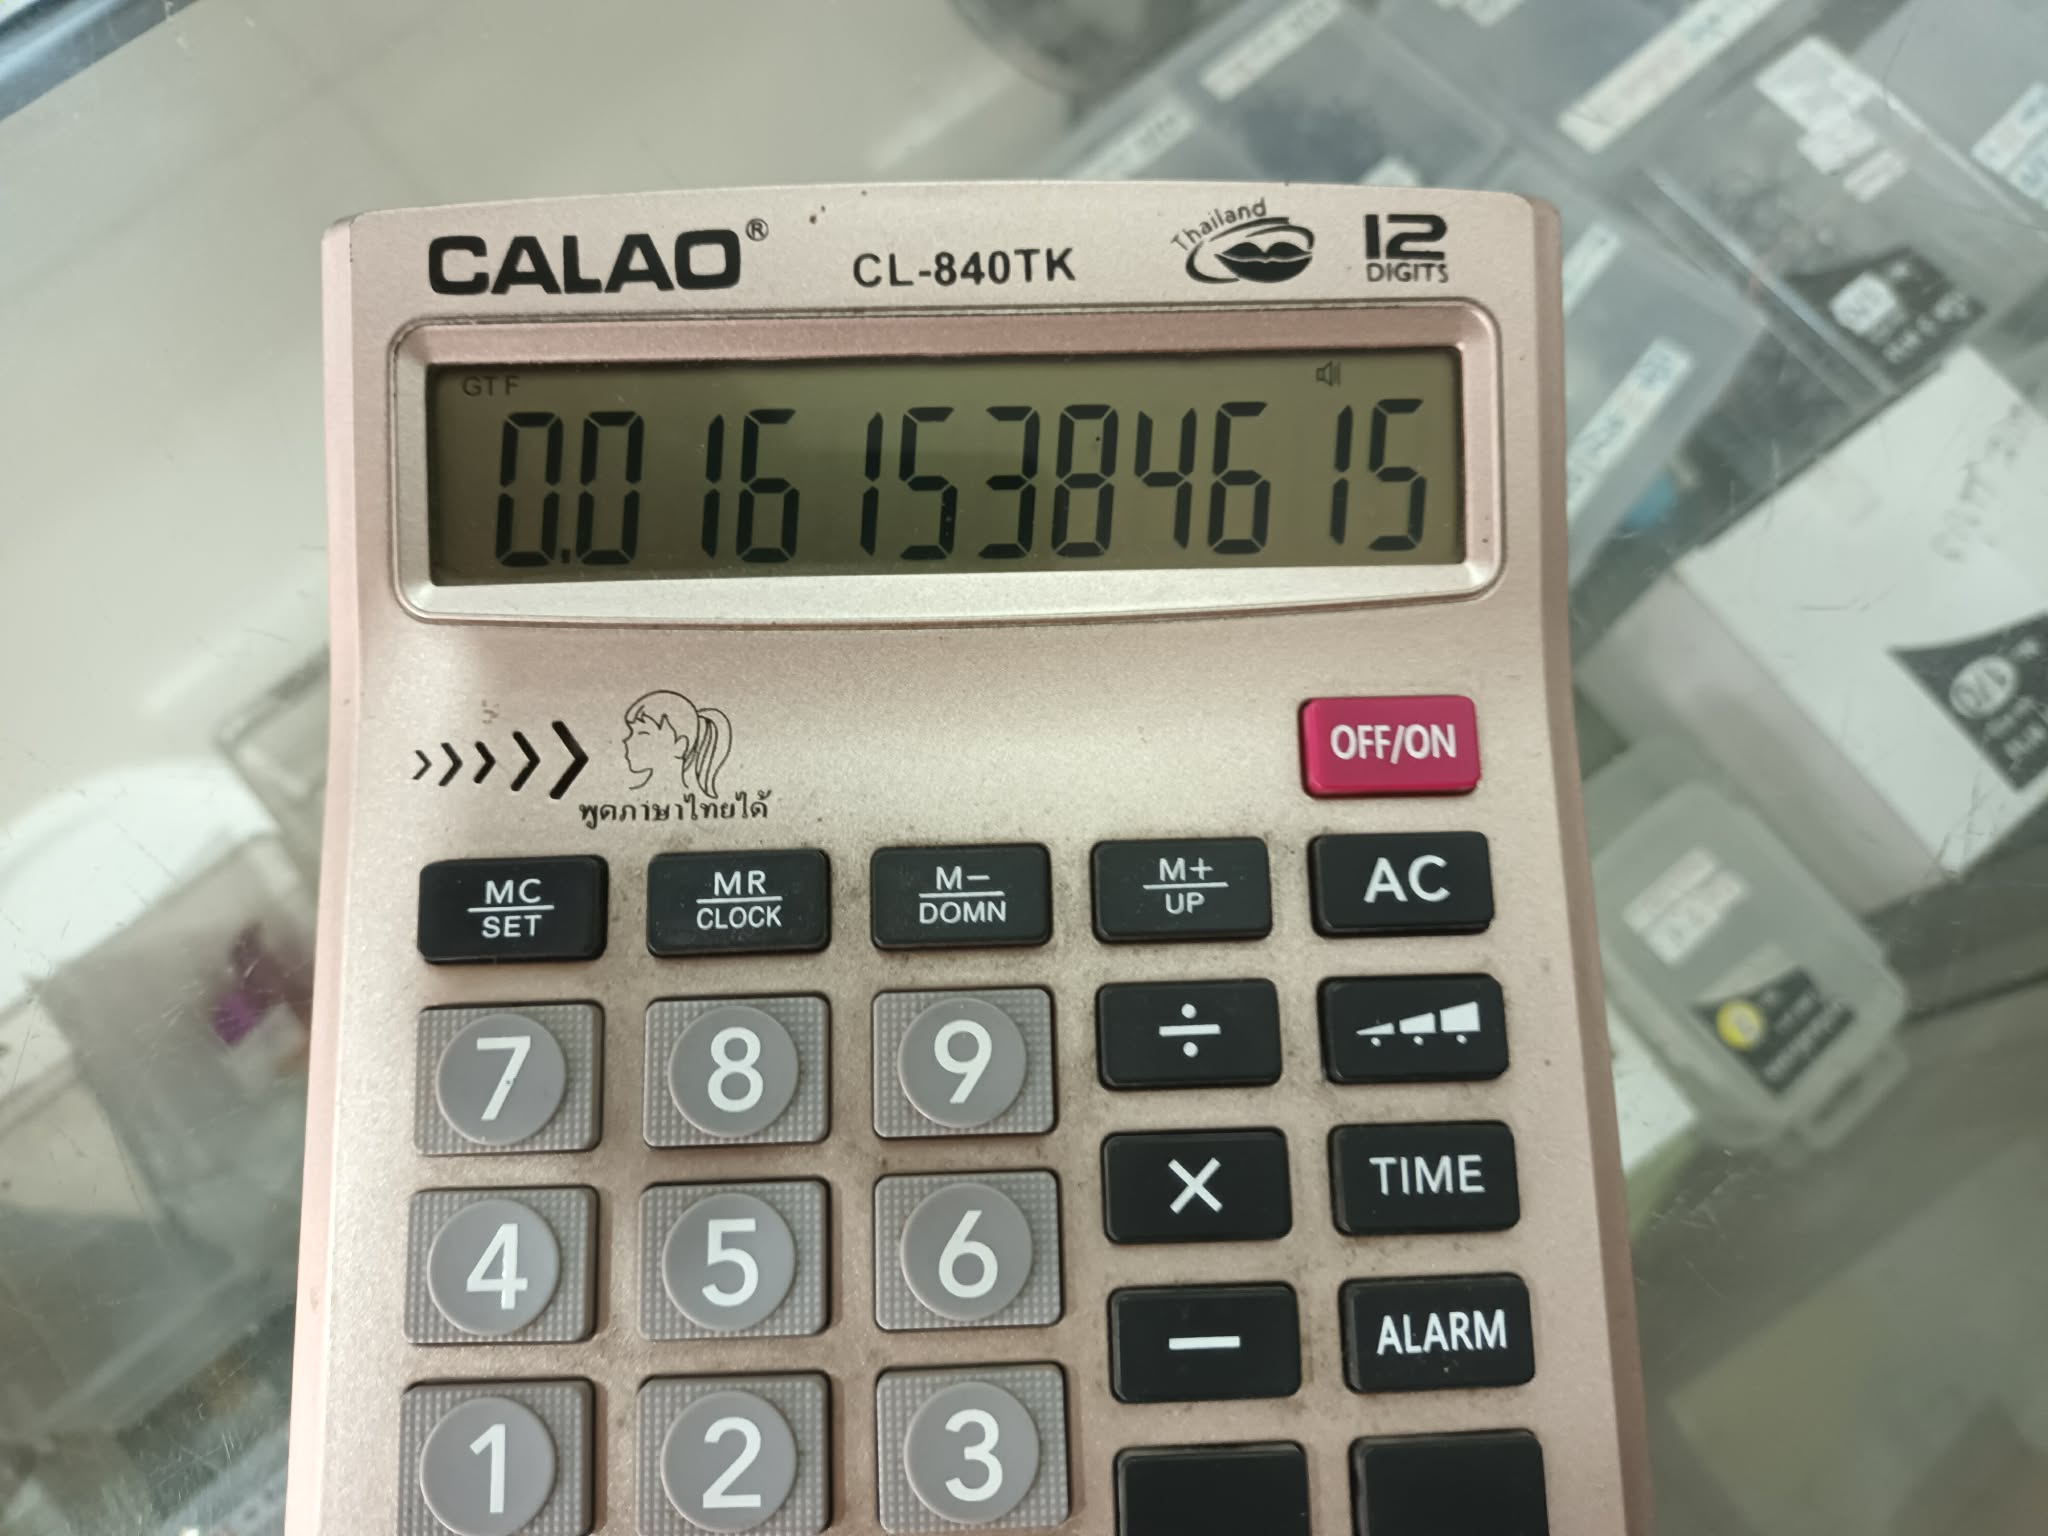 CALAO®
CL-840TK
Thailand
12
DIGITS
GT F
0.01615384615
พูดภาษาไทยได้
OFF/ON
MC
SET
MR
CLOCK
M−
DOMN
M+
UP
AC
7
8
9
÷
×
TIME
4
5
6
−
ALARM
1
2
3